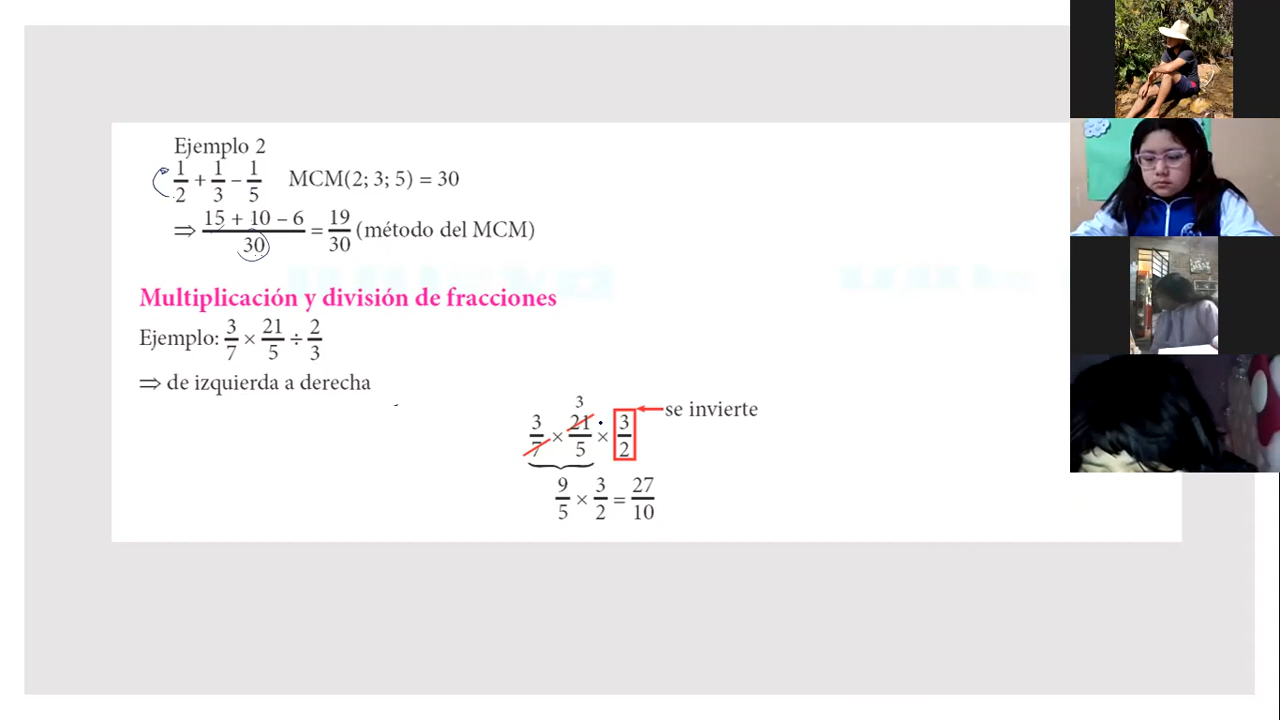 Ejemplo 2
1/2 + 1/3 − 1/5 MCM(2; 3; 5) = 30
⇒ (15 + 10 − 6)/30 = 19/30 (método del MCM)
Multiplicación y división de fracciones
Ejemplo: 3/7 × 21/5 ÷ 2/3
⇒ de izquierda a derecha
3
3/7 × 21/5 × 3/2 ← se invierte
9/5 × 3/2 = 27/10